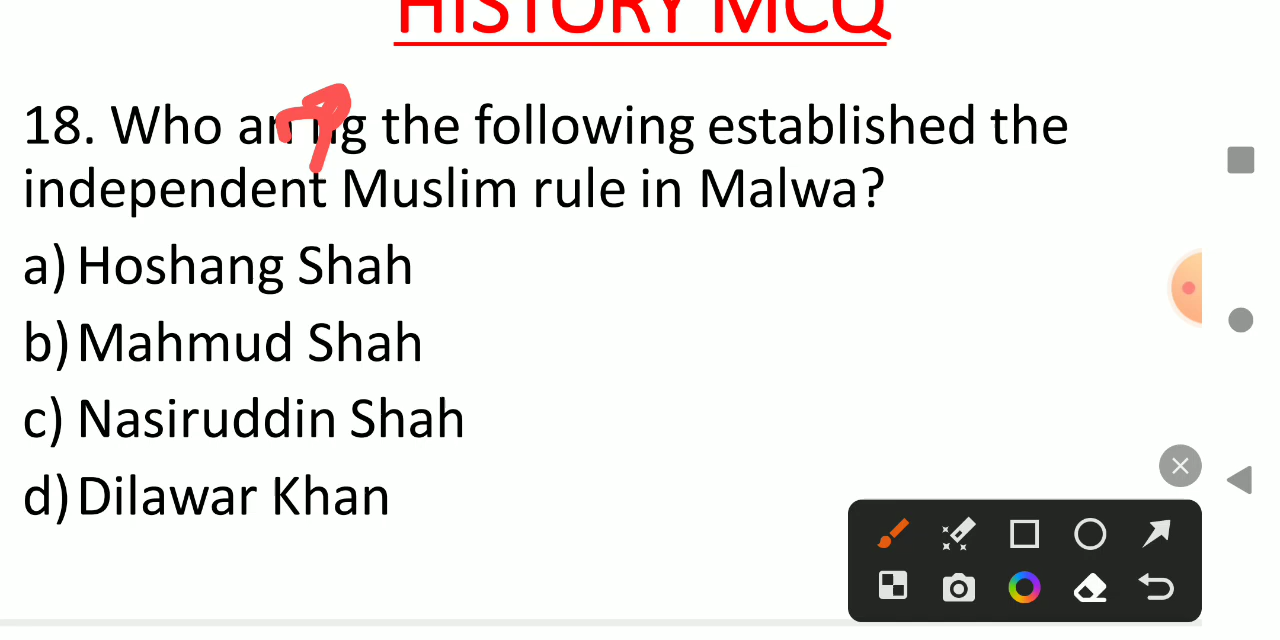 HISTORY MCQ
18. Who the following established the
independent Muslim rule in Malwa?
a) Hoshang Shah
b) Mahmud Shah
c) Nasiruddin Shah
d) Dilawar Khan